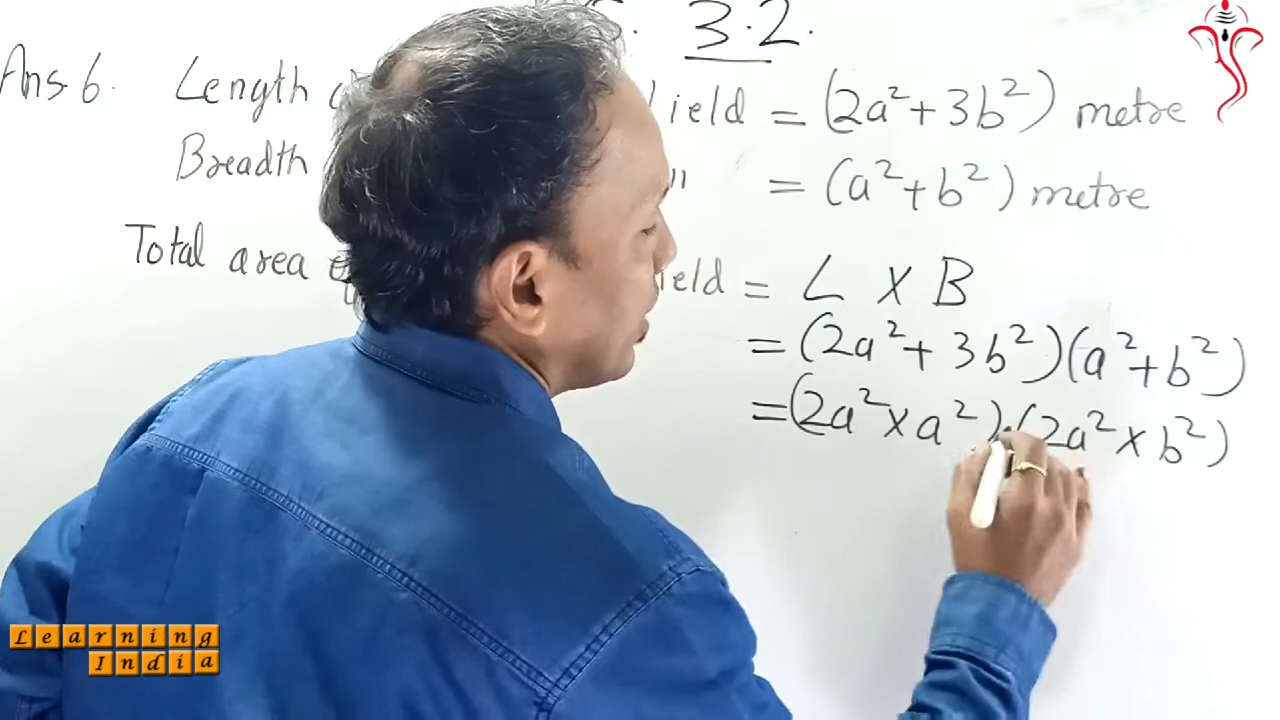 3.2.
Ans.6. Length ield = (2a²+3b²) metre
Breadth " = (a²+b²) metre
Total area ield = L × B
= (2a²+3b²)(a²+b²)
= (2a²×a²) (2a²×b²)
Learning
India